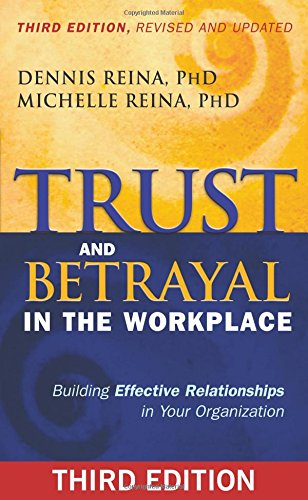 THIRD EDITION, REVISED AND UPDATED
DENNIS REINA, PHD
MICHELLE REINA, PHD
TRUST
AND
BETRAYAL
IN THE WORKPLACE
Building Effective Relationships
in Your Organization
THIRD EDITION